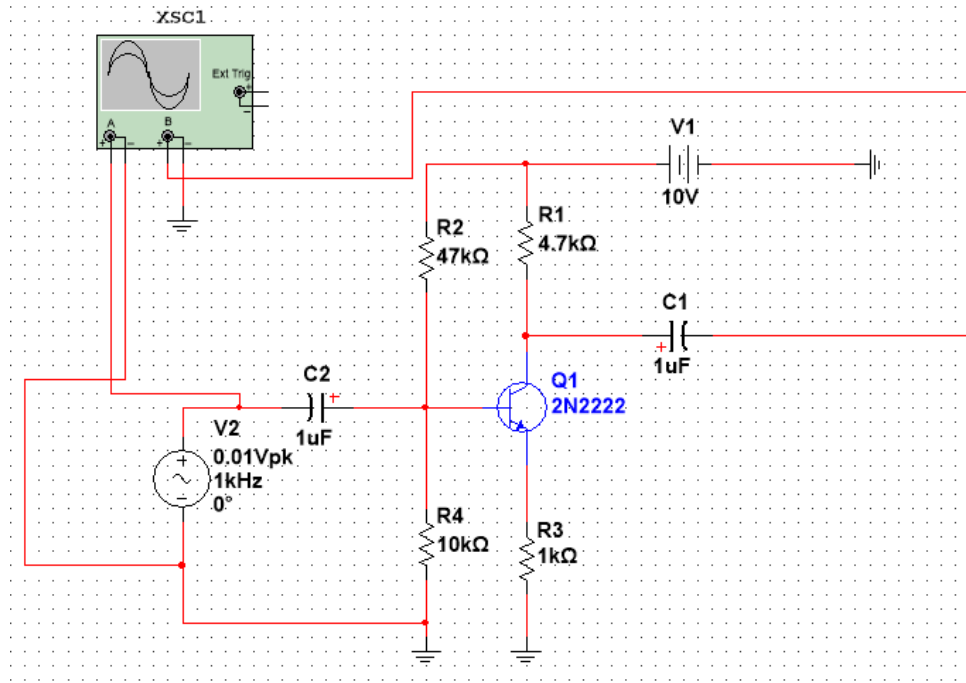 XSC1
Ext Trig
+
−
A
B
+ −
+ −
V1
10V
R2
47kΩ
R1
4.7kΩ
C1
+
1uF
C2
+
1uF
Q1
2N2222
V2
+
−
0.01Vpk
1kHz
0°
R4
10kΩ
R3
1kΩ